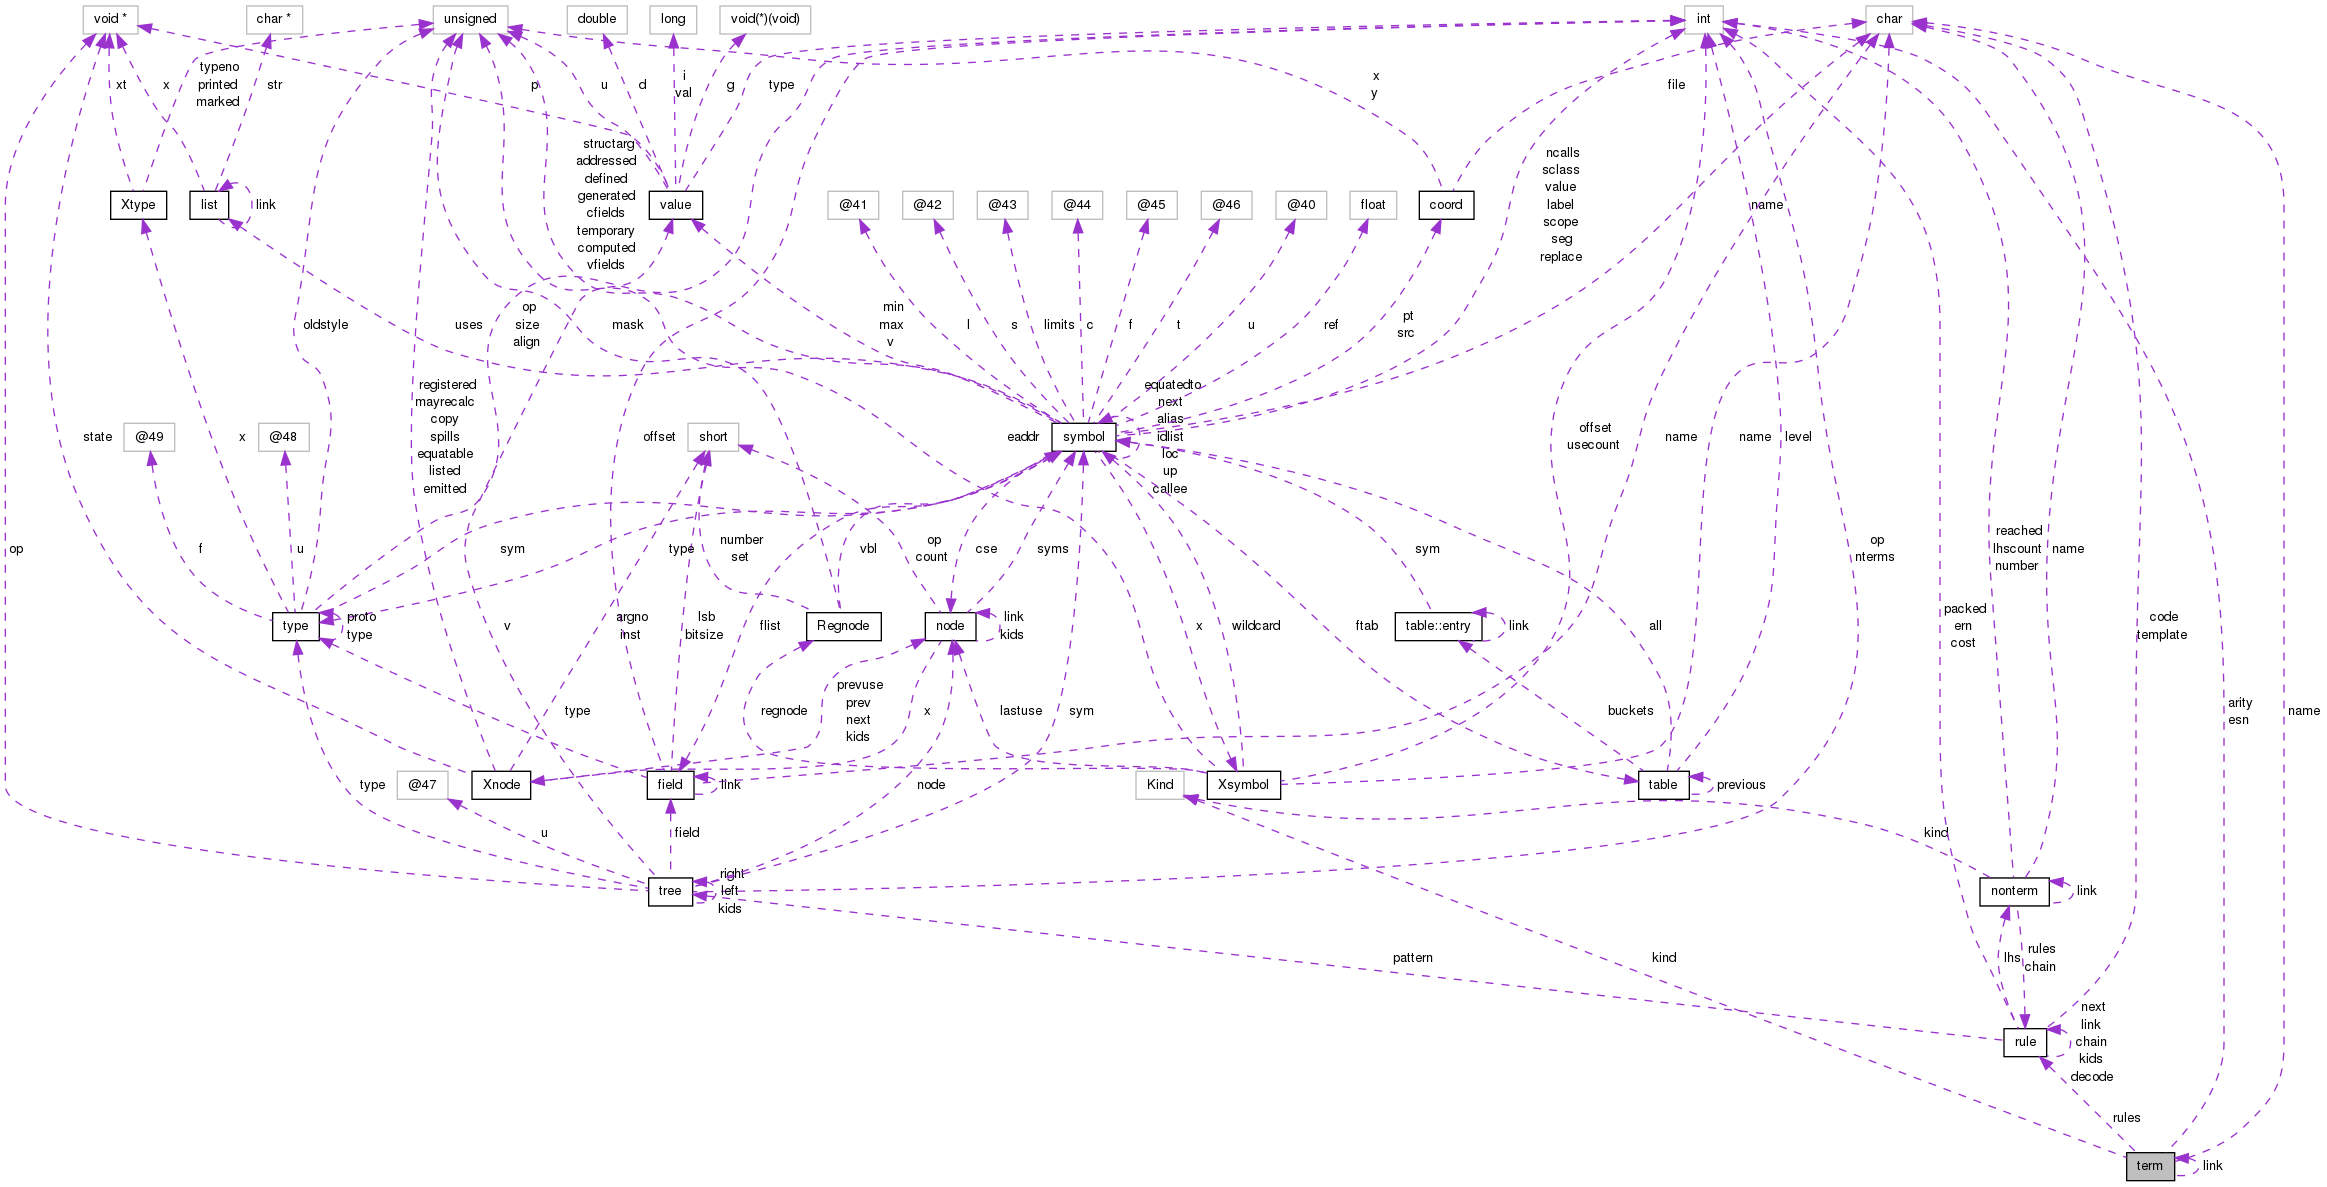 void *
char *
unsigned
double
long
void(*)(void)
int
char
xt
typeno
printed
marked
x
str
p
u
d
i
val
g
type
x
y
file
structarg
addressed
defined
generated
cfields
temporary
computed
vfields
ncalls
sclass
value
label
scope
seg
replace
name
Xtype
list
link
value
@41
@42
@43
@44
@45
@46
@40
float
coord
oldstyle
uses
op
size
align
mask
min
max
v
l
s
limits
c
f
t
u
ref
pt
src
registered
mayrecalc
copy
spills
equatable
listed
emitted
equatedto
next
alias
idlist
loc
up
callee
state
@49
@48
x
offset
short
eaddr
symbol
offset
usecount
name
name
level
op
f
u
sym
type
number
set
vbl
op
count
cse
syms
x
wildcard
sym
op
nterms
reached
lhscount
number
name
type
proto
type
v
argno
inst
lsb
bitsize
flist
Regnode
node
link
kids
ftab
table::entry
link
all
packed
ern
cost
code
template
type
regnode
prevuse
prev
next
kids
x
lastuse
sym
buckets
arity
esn
name
type
@47
Xnode
field
link
node
Kind
Xsymbol
table
previous
u
field
kind
tree
right
left
kids
nonterm
link
pattern
kind
lhs
rules
chain
rule
next
link
chain
kids
decode
rules
term
link